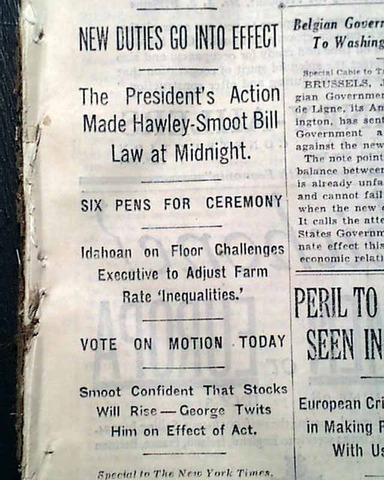 NEW DUTIES GO INTO EFFECT
The President's Action
Made Hawley-Smoot Bill
Law at Midnight.
SIX PENS FOR CEREMONY
Idahoan on Floor Challenges
Executive to Adjust Farm
Rate 'Inequalities.'
VOTE ON MOTION TODAY
Smoot Confident That Stocks
Will Rise—George Twits
Him on Effect of Act.
Special to The New York Times.
Belgian Gover
To Washing
Special Cable to
BRUSSELS,
gian Government
de Ligne, its
ington, has sent
Government
against the new
The note point
balance between
is already unfa
and cannot fail
when the new
It calls the atte
States Governm
nate effect this
economic relati
PERIL TO
SEEN IN
European Cri
in Making
With Us